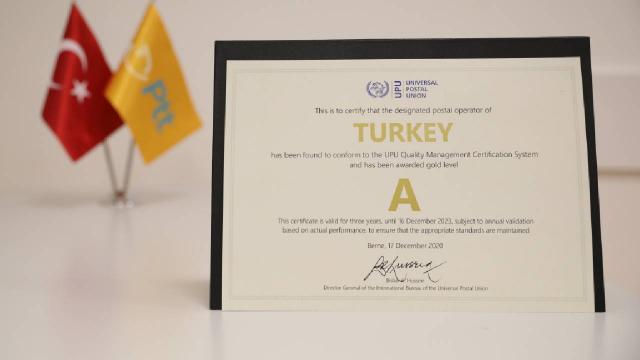 Ptt
UPU
UNIVERSAL
POSTAL
UNION
This is to certify that the designated postal operator of
TURKEY
has been found to conform to the UPU Quality Management Certification System
and has been awarded gold level
A
This certificate is valid for three years, until 16 December 2023, subject to annual validation
based on actual performance, to ensure that the appropriate standards are maintained
Berne, 17 December 2020
Hussein
Director General of the International Bureau of the Universal Postal Union